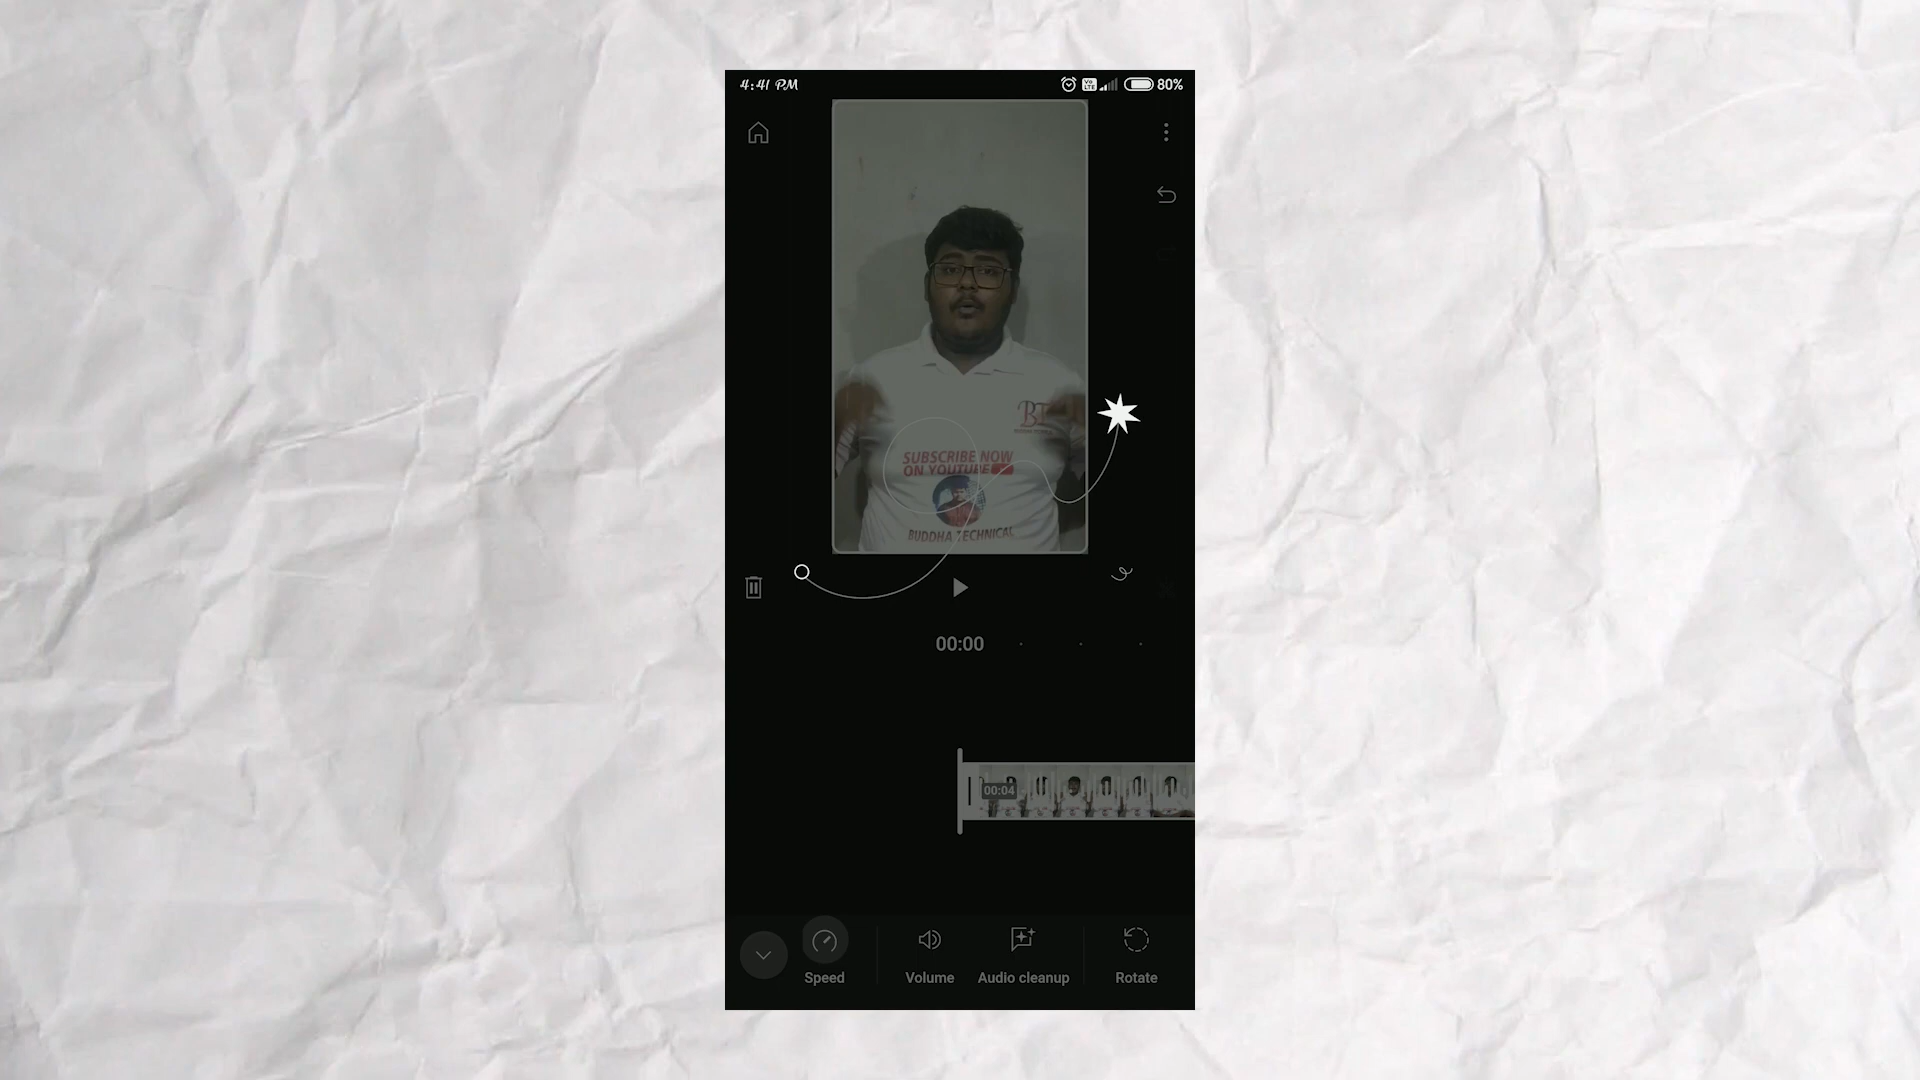 4:41 PM
80%
BT
SUBSCRIBE NOW
ON YOUTUBE
BUDDHA TECHNICAL
00:00
00:04
Speed
Volume
Audio cleanup
Rotate